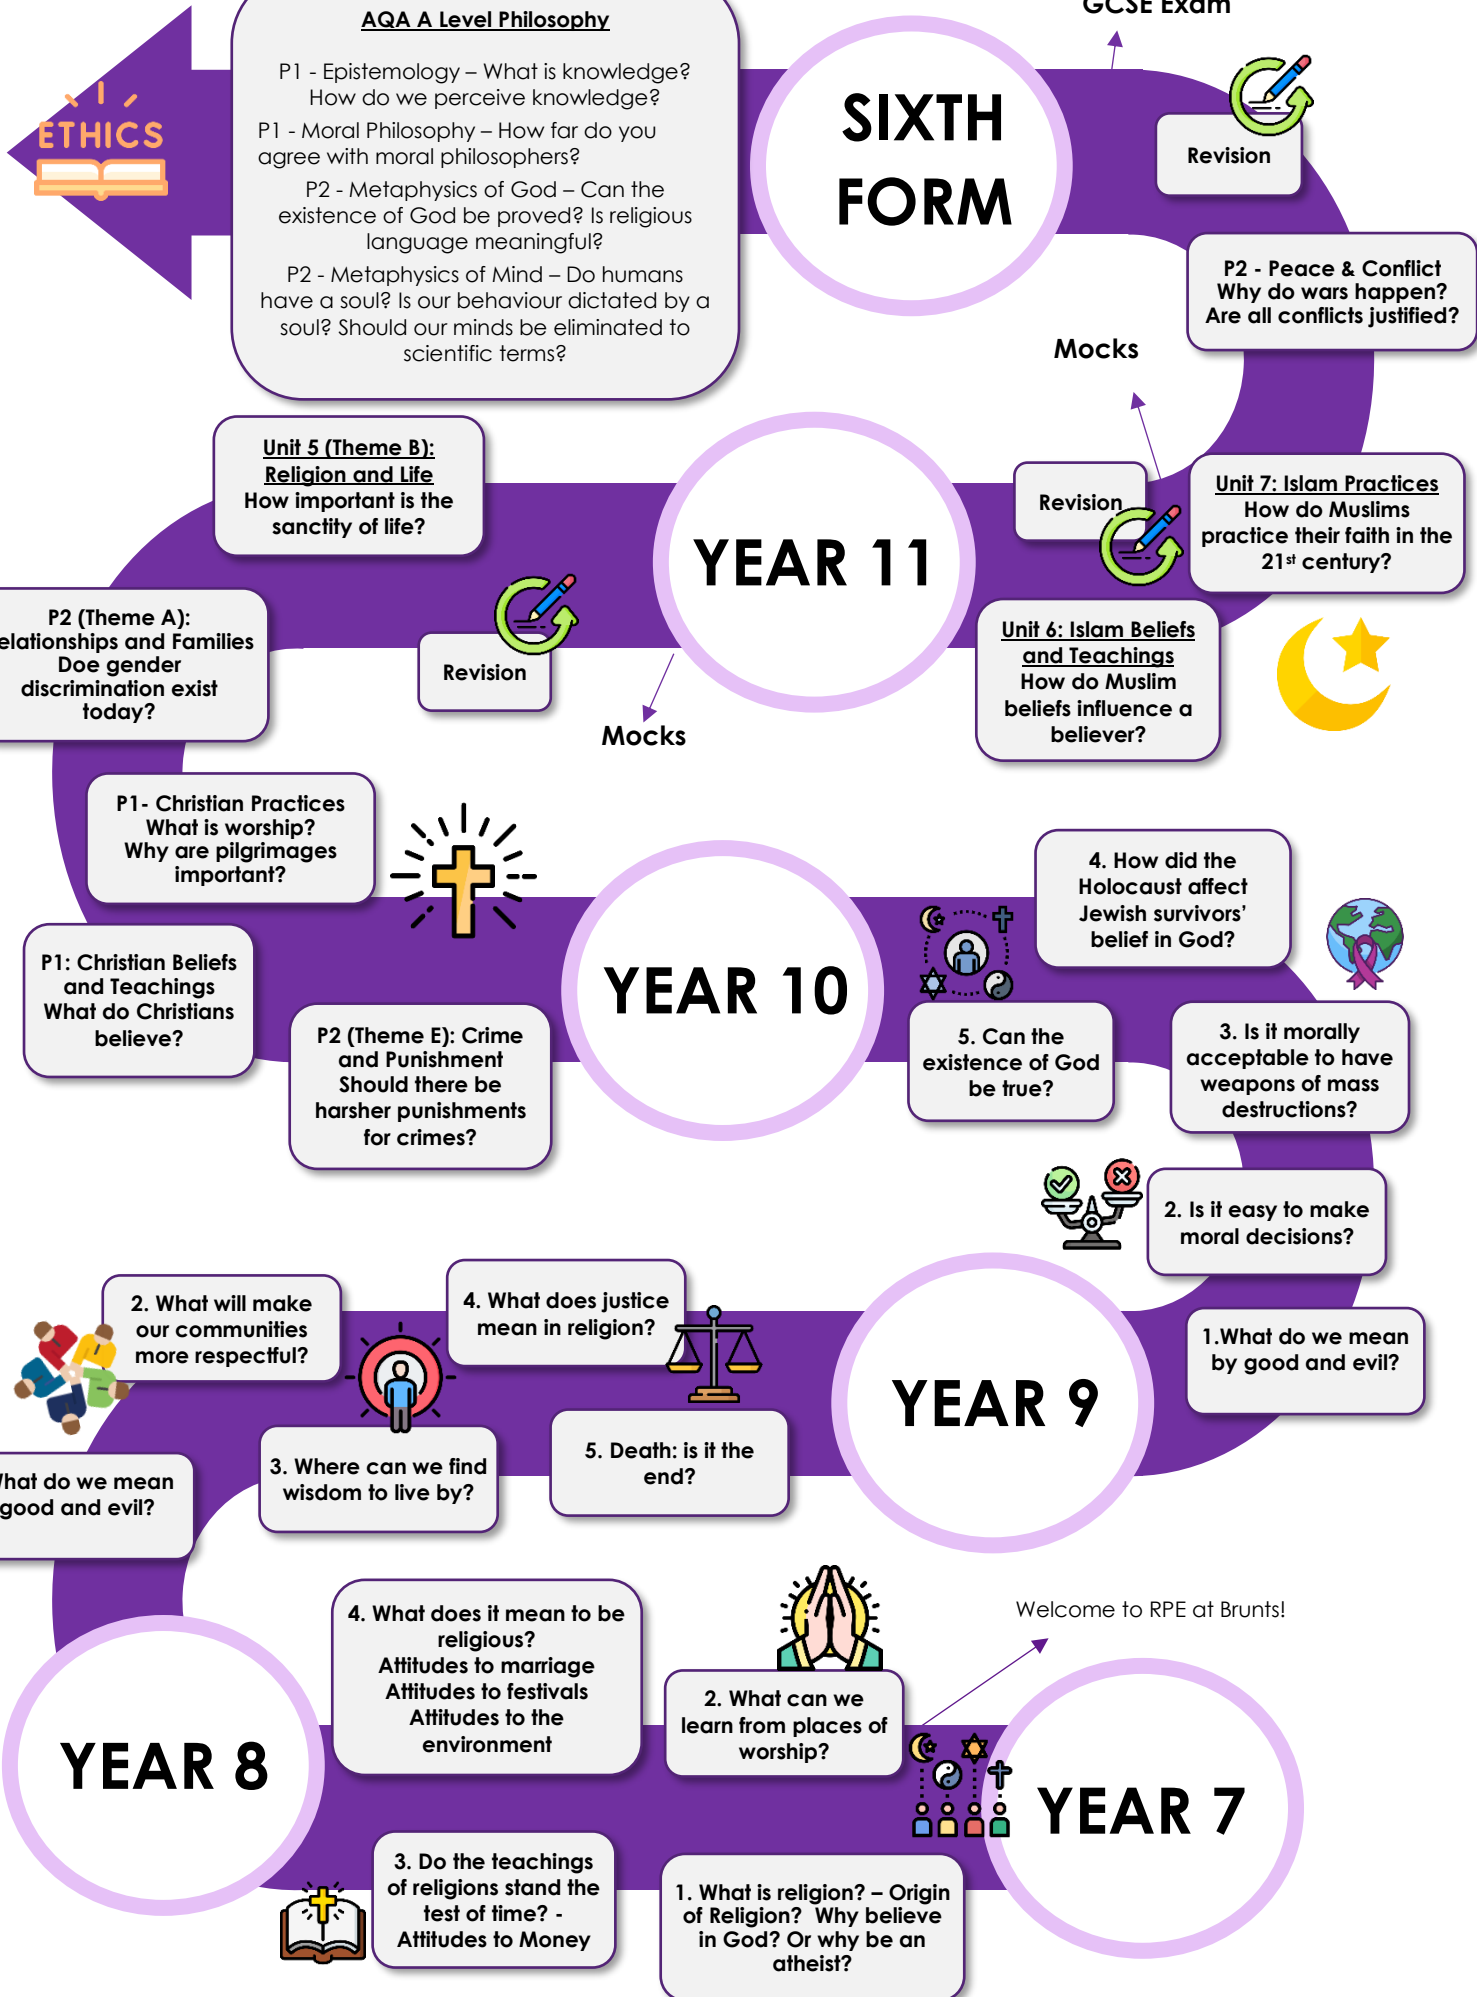 GCSE Exam
AQA A Level Philosophy
P1 - Epistemology – What is knowledge?
How do we perceive knowledge?
P1 - Moral Philosophy – How far do you
agree with moral philosophers?
P2 - Metaphysics of God – Can the
existence of God be proved? Is religious
language meaningful?
P2 - Metaphysics of Mind – Do humans
have a soul? Is our behaviour dictated by a
soul? Should our minds be eliminated to
scientific terms?
ETHICS
SIXTH
FORM
Revision
P2 - Peace & Conflict
Why do wars happen?
Are all conflicts justified?
Mocks
Unit 5 (Theme B):
Religion and Life
How important is the
sanctity of life?
YEAR 11
Revision
Unit 7: Islam Practices
How do Muslims
practice their faith in the
21st century?
P2 (Theme A):
elationships and Families
Doe gender
discrimination exist
today?
Revision
Mocks
Unit 6: Islam Beliefs
and Teachings
How do Muslim
beliefs influence a
believer?
P1- Christian Practices
What is worship?
Why are pilgrimages
important?
4. How did the
Holocaust affect
Jewish survivors'
belief in God?
P1: Christian Beliefs
and Teachings
What do Christians
believe?
P2 (Theme E): Crime
and Punishment
Should there be
harsher punishments
for crimes?
YEAR 10
5. Can the
existence of God
be true?
3. Is it morally
acceptable to have
weapons of mass
destructions?
2. Is it easy to make
moral decisions?
2. What will make
our communities
more respectful?
4. What does justice
mean in religion?
1.What do we mean
by good and evil?
YEAR 9
What do we mean
good and evil?
3. Where can we find
wisdom to live by?
5. Death: is it the
end?
4. What does it mean to be
religious?
Attitudes to marriage
Attitudes to festivals
Attitudes to the
environment
Welcome to RPE at Brunts!
2. What can we
learn from places of
worship?
YEAR 8
YEAR 7
3. Do the teachings
of religions stand the
test of time? -
Attitudes to Money
1. What is religion? – Origin
of Religion? Why believe
in God? Or why be an
atheist?